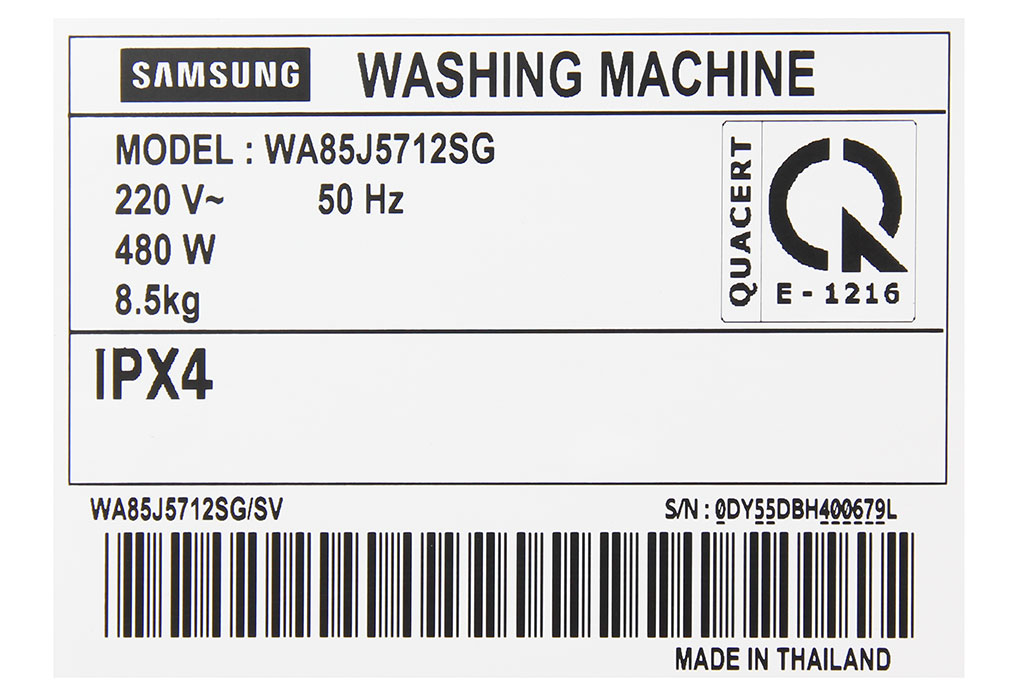 SAMSUNG WASHING MACHINE
MODEL : WA85J5712SG
220 V~ 50 Hz
480 W
8.5kg
QUACERT
E - 1216
IPX4
WA85J5712SG/SV
S/N : 0DY55DBH400679L
MADE IN THAILAND